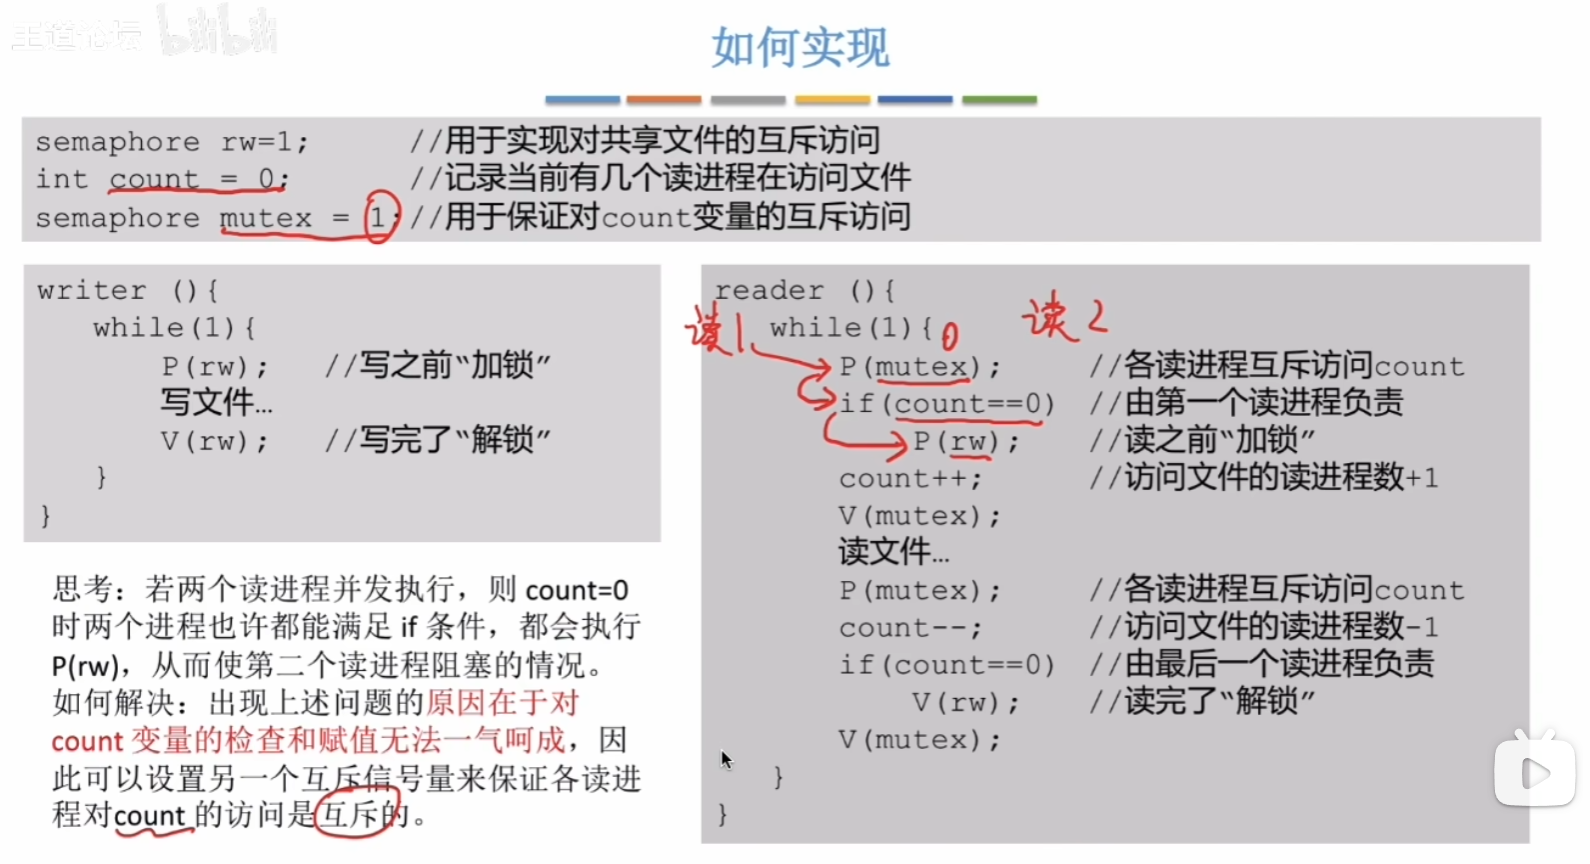 王道论坛 bilibili
如何实现
semaphore rw=1; //用于实现对共享文件的互斥访问
int count = 0; //记录当前有几个读进程在访问文件
semaphore mutex = 1; //用于保证对count变量的互斥访问
writer (){
while(1){
P(rw); //写之前“加锁”
写文件…
V(rw); //写完了“解锁”
}
}
思考：若两个读进程并发执行，则 count=0
时两个进程也许都能满足 if 条件，都会执行
P(rw)，从而使第二个读进程阻塞的情况。
如何解决：出现上述问题的原因在于对
count 变量的检查和赋值无法一气呵成，因
此可以设置另一个互斥信号量来保证各读进
程对count 的访问是互斥的。
reader (){
读1 while(1){ 0 读2
P(mutex); //各读进程互斥访问count
if(count==0) //由第一个读进程负责
P(rw); //读之前“加锁”
count++; //访问文件的读进程数+1
V(mutex);
读文件…
P(mutex); //各读进程互斥访问count
count--; //访问文件的读进程数-1
if(count==0) //由最后一个读进程负责
V(rw); //读完了“解锁”
V(mutex);
}
}